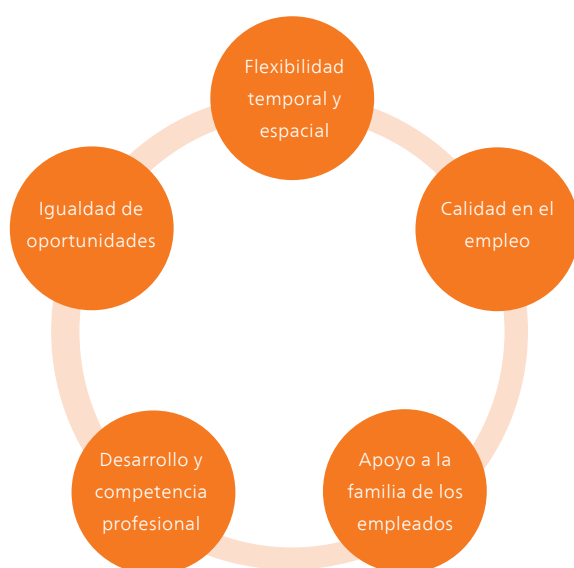 Flexibilidad
temporal y
espacial
Igualdad de
oportunidades
Calidad en el
empleo
Desarrollo y
competencia
profesional
Apoyo a la
familia de los
empleados